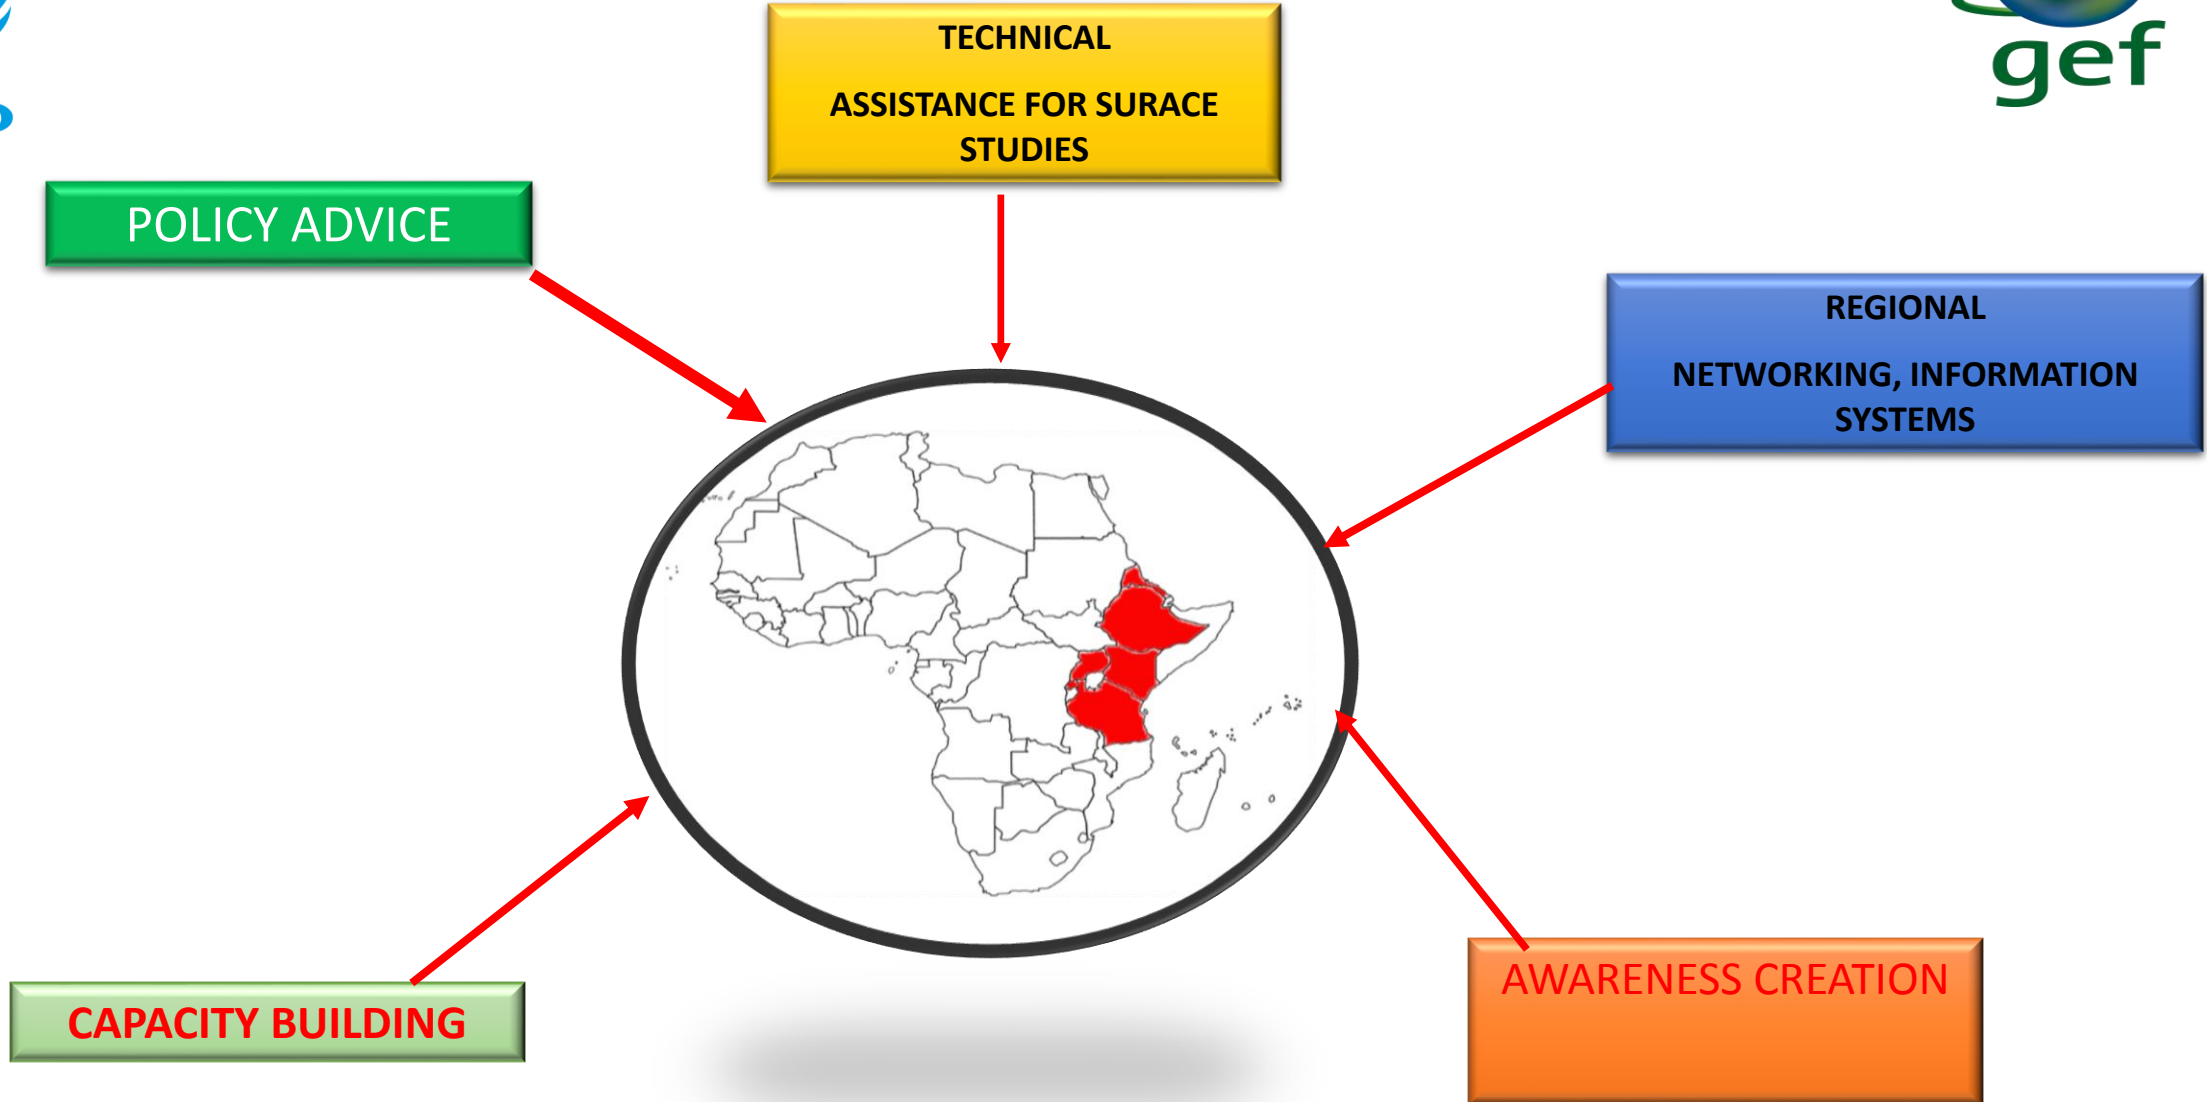 TECHNICAL
ASSISTANCE FOR SURACE
STUDIES
gef
POLICY ADVICE
REGIONAL
NETWORKING, INFORMATION
SYSTEMS
AWARENESS CREATION
CAPACITY BUILDING